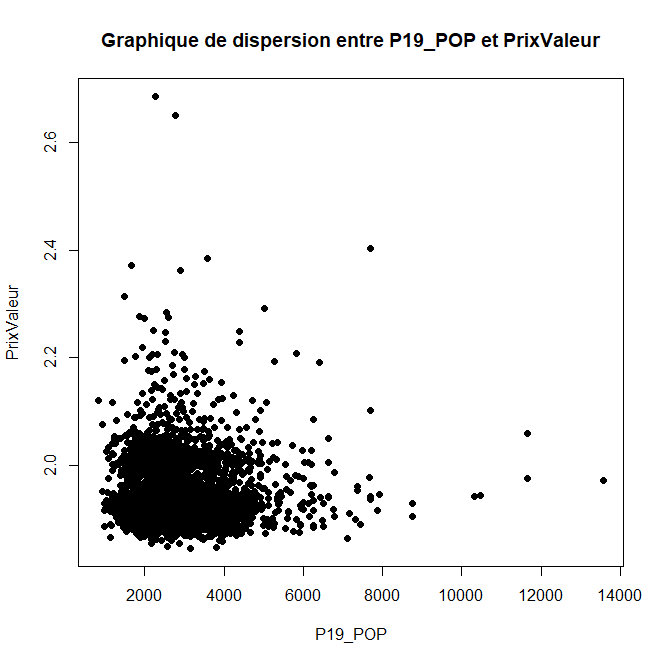 Graphique de dispersion entre P19_POP et PrixValeur
2.6
2.4
2.2
2.0
PrixValeur
2000 4000 6000 8000 10000 12000 14000
P19_POP